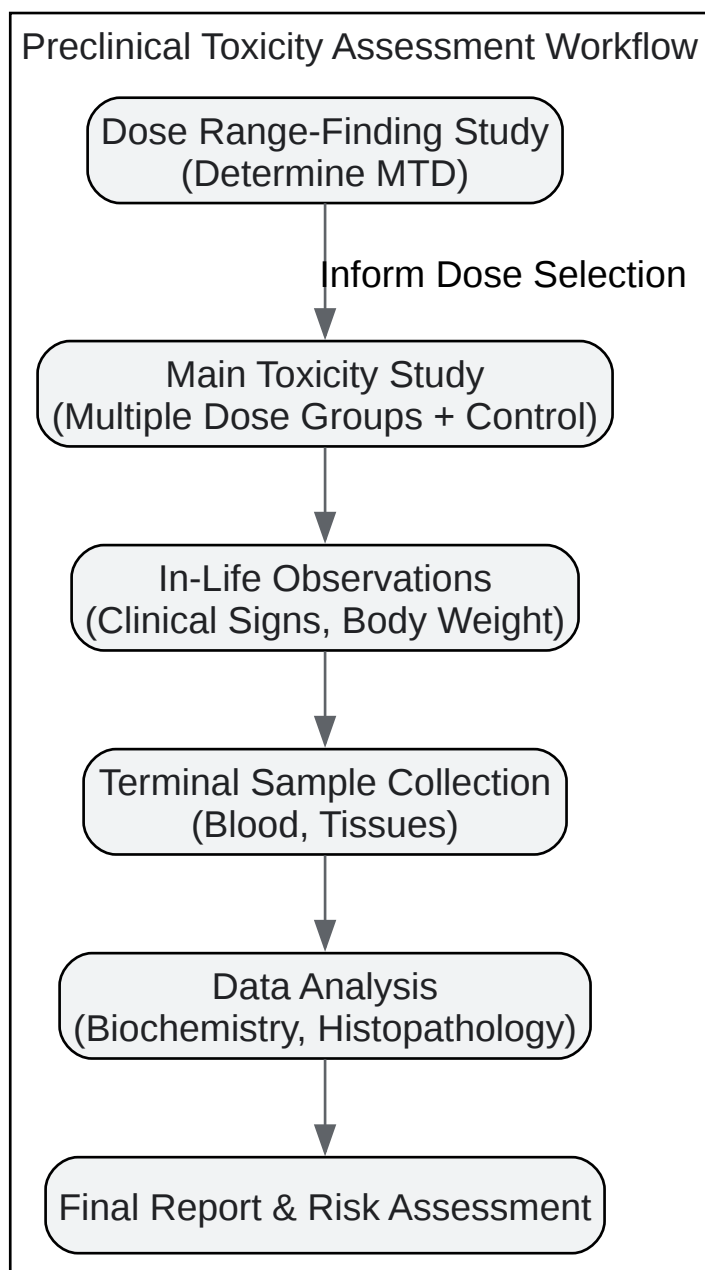 Preclinical Toxicity Assessment Workflow
Dose Range-Finding Study
(Determine MTD)
Inform Dose Selection
Main Toxicity Study
(Multiple Dose Groups + Control)
In-Life Observations
(Clinical Signs, Body Weight)
Terminal Sample Collection
(Blood, Tissues)
Data Analysis
(Biochemistry, Histopathology)
Final Report & Risk Assessment